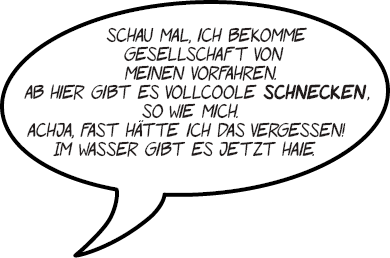 SCHAU MAL, ICH BEKOMME
GESELLSCHAFT VON
MEINEN VORFAHREN.
AB HIER GIBT ES VOLLCOOLE SCHNECKEN,
SO WIE MICH.
ACHJA, FAST HÄTTE ICH DAS VERGESSEN!
IM WASSER GIBT ES JETZT HAIE.